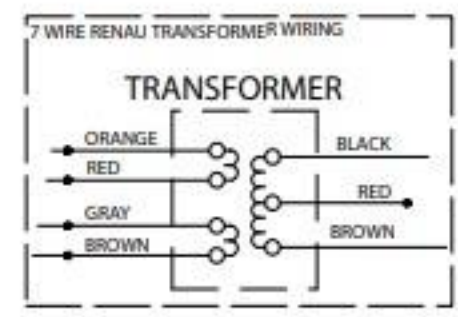 7 WIRE RENAU TRANSFORMER WIRING
TRANSFORMER
ORANGE
BLACK
RED
RED
GRAY
BROWN
BROWN